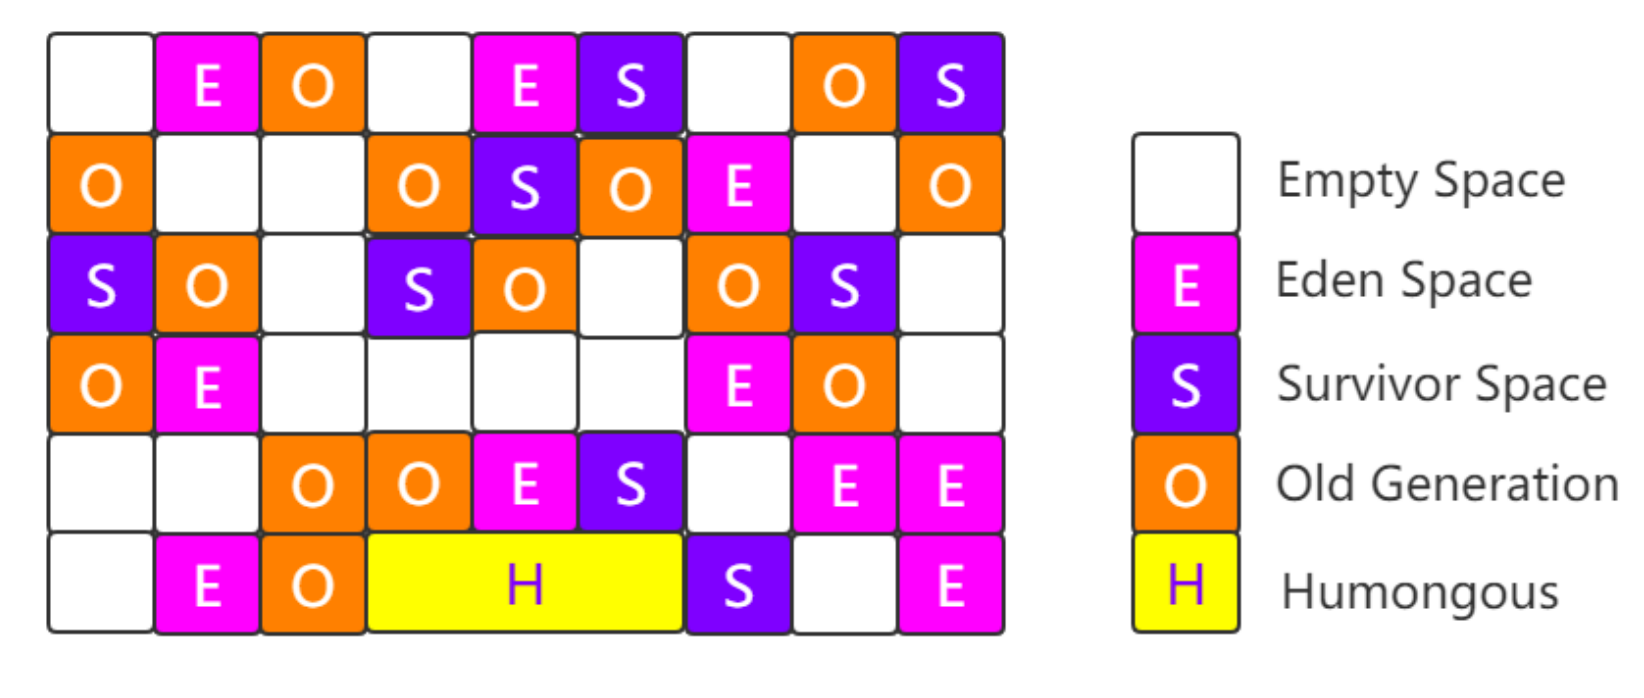 E O E S O S
O O S O E O
S O S O O S
O E E O
O O E S E E
E O H S E
Empty Space
E Eden Space
S Survivor Space
O Old Generation
H Humongous